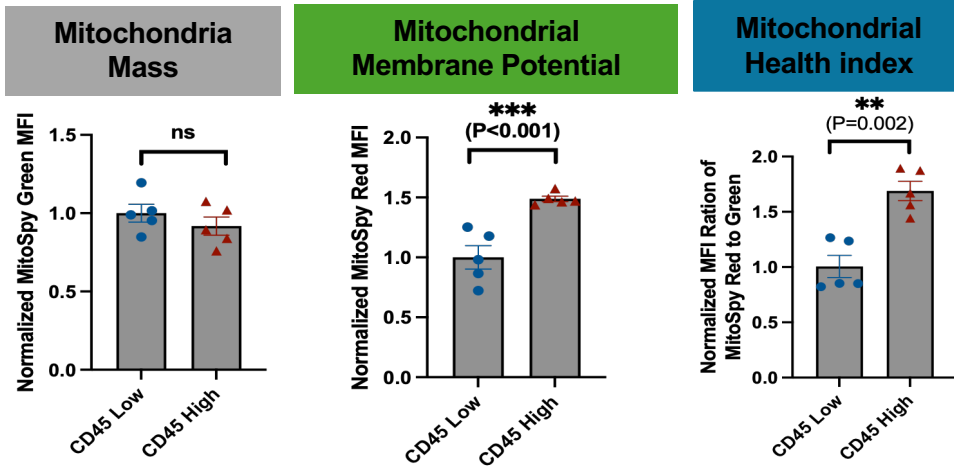 Mitochondria
Mass
Normalized MitoSpy Green MFI
1.5
1.0
0.5
0.0
ns
CD45 Low
CD45 High
Mitochondrial
Membrane Potential
Normalized MitoSpy Red MFI
2.0
1.5
1.0
0.5
0.0
***
(P<0.001)
CD45 Low
CD45 High
Mitochondrial
Health index
Normalized MFI Ration of
MitoSpy Red to Green
2.0
1.5
1.0
0.5
0.0
**
(P=0.002)
CD45 Low
CD45 High